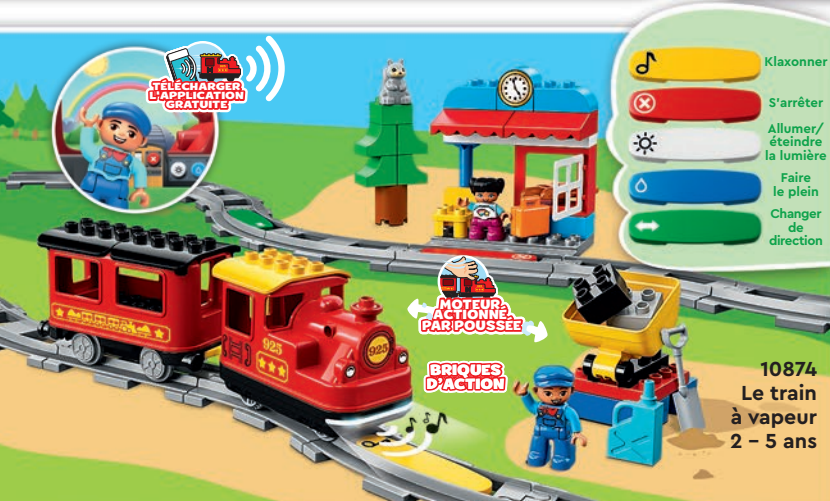 TÉLÉCHARGER
L'APPLICATION
GRATUITE
Klaxonner
S'arrêter
Allumer/
éteindre
la lumière
Faire
le plein
Changer
de
direction
MOTEUR
ACTIONNÉ
PAR POUSSÉE
BRIQUES
D'ACTION
925
925
10874
Le train
à vapeur
2 – 5 ans